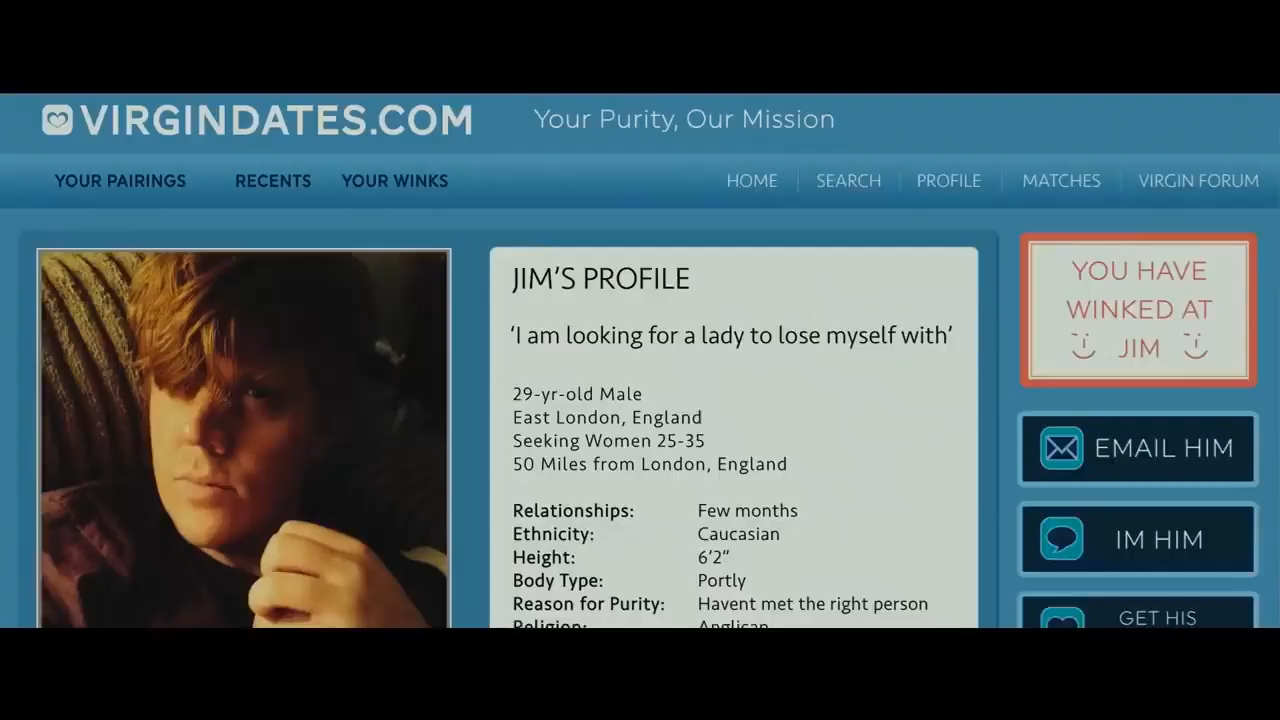 VIRGINDATES.COM
Your Purity, Our Mission
YOUR PAIRINGS
RECENTS
YOUR WINKS
HOME
SEARCH
PROFILE
MATCHES
VIRGIN FORUM
JIM'S PROFILE
'I am looking for a lady to lose myself with'
29-yr-old Male
East London, England
Seeking Women 25-35
50 Miles from London, England
Relationships: Few months
Ethnicity: Caucasian
Height: 6'2"
Body Type: Portly
Reason for Purity: Havent met the right person
Religion: Anglican
YOU HAVE
WINKED AT
JIM
EMAIL HIM
IM HIM
GET HIS